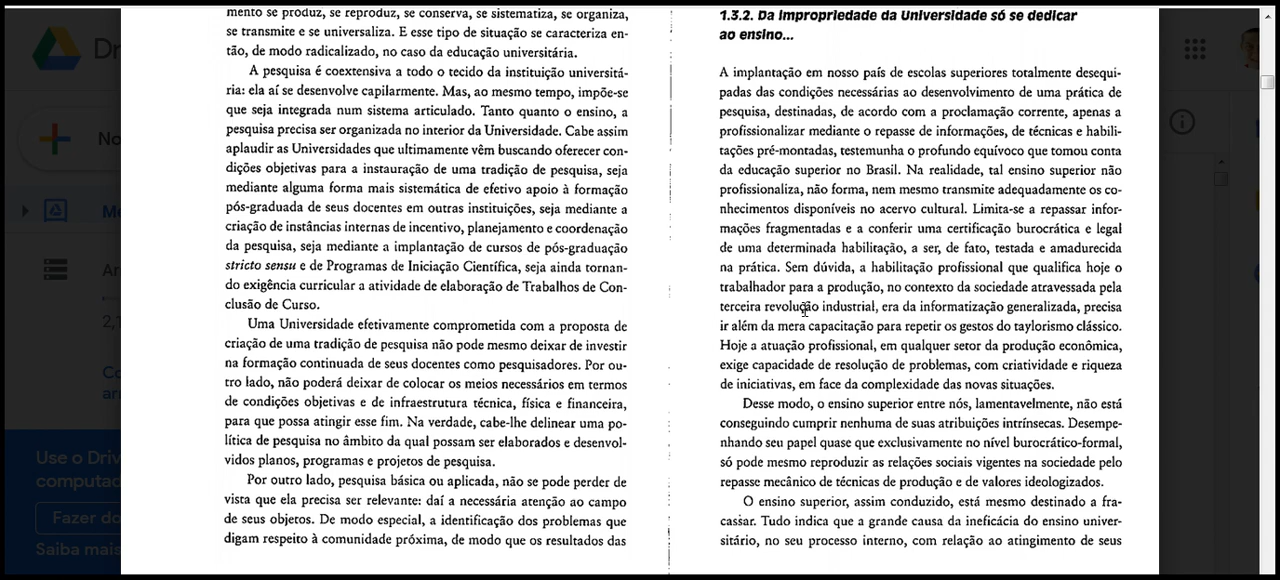 mento se produz, se reproduz, se conserva, se sistematiza, se organiza,
se transmite e se universaliza. E esse tipo de situação se caracteriza en-
tão, de modo radicalizado, no caso da educação universitária.
A pesquisa é coextensiva a todo o tecido da instituição universitá-
ria: ela aí se desenvolve capilarmente. Mas, ao mesmo tempo, impõe-se
que seja integrada num sistema articulado. Tanto quanto o ensino, a
pesquisa precisa ser organizada no interior da Universidade. Cabe assim
aplaudir as Universidades que ultimamente vêm buscando oferecer con-
dições objetivas para a instauração de uma tradição de pesquisa, seja
mediante alguma forma mais sistemática de efetivo apoio à formação
pós-graduada de seus docentes em outras instituições, seja mediante a
criação de instâncias internas de incentivo, planejamento e coordenação
da pesquisa, seja mediante a implantação de cursos de pós-graduação
stricto sensu e de Programas de Iniciação Científica, seja ainda tornan-
do exigência curricular a atividade de elaboração de Trabalhos de Con-
clusão de Curso.
Uma Universidade efetivamente comprometida com a proposta de
criação de uma tradição de pesquisa não pode mesmo deixar de investir
na formação continuada de seus docentes como pesquisadores. Por ou-
tro lado, não poderá deixar de colocar os meios necessários em termos
de condições objetivas e de infraestrutura técnica, física e financeira,
para que possa atingir esse fim. Na verdade, cabe-lhe delinear uma po-
lítica de pesquisa no âmbito da qual possam ser elaborados e desenvol-
vidos planos, programas e projetos de pesquisa.
Por outro lado, pesquisa básica ou aplicada, não se pode perder de
vista que ela precisa ser relevante: daí a necessária atenção ao campo
de seus objetos. De modo especial, a identificação dos problemas que
digam respeito à comunidade próxima, de modo que os resultados das
1.3.2. Da impropriedade da Universidade só se dedicar
ao ensino...
A implantação em nosso país de escolas superiores totalmente desequi-
padas das condições necessárias ao desenvolvimento de uma prática de
pesquisa, destinadas, de acordo com a proclamação corrente, apenas a
profissionalizar mediante o repasse de informações, de técnicas e habili-
tações pré-montadas, testemunha o profundo equívoco que tomou conta
da educação superior no Brasil. Na realidade, tal ensino superior não
profissionaliza, não forma, nem mesmo transmite adequadamente os co-
nhecimentos disponíveis no acervo cultural. Limita-se a repassar infor-
mações fragmentadas e a conferir uma certificação burocrática e legal
de uma determinada habilitação, a ser, de fato, testada e amadurecida
na prática. Sem dúvida, a habilitação profissional que qualifica hoje o
trabalhador para a produção, no contexto da sociedade atravessada pela
terceira revolução industrial, era da informatização generalizada, precisa
ir além da mera capacitação para repetir os gestos do taylorismo clássico.
Hoje a atuação profissional, em qualquer setor da produção econômica,
exige capacidade de resolução de problemas, com criatividade e riqueza
de iniciativas, em face da complexidade das novas situações.
Desse modo, o ensino superior entre nós, lamentavelmente, não está
conseguindo cumprir nenhuma de suas atribuições intrínsecas. Desempe-
nhando seu papel quase que exclusivamente no nível burocrático-formal,
só pode mesmo reproduzir as relações sociais vigentes na sociedade pelo
repasse mecânico de técnicas de produção e de valores ideologizados.
O ensino superior, assim conduzido, está mesmo destinado a fra-
cassar. Tudo indica que a grande causa da ineficácia do ensino univer-
sitário, no seu processo interno, com relação ao atingimento de seus
Dr
No
Me
Ar
2,1
Co
ar
Use o Driv
computad
Fazer do
Saiba mais